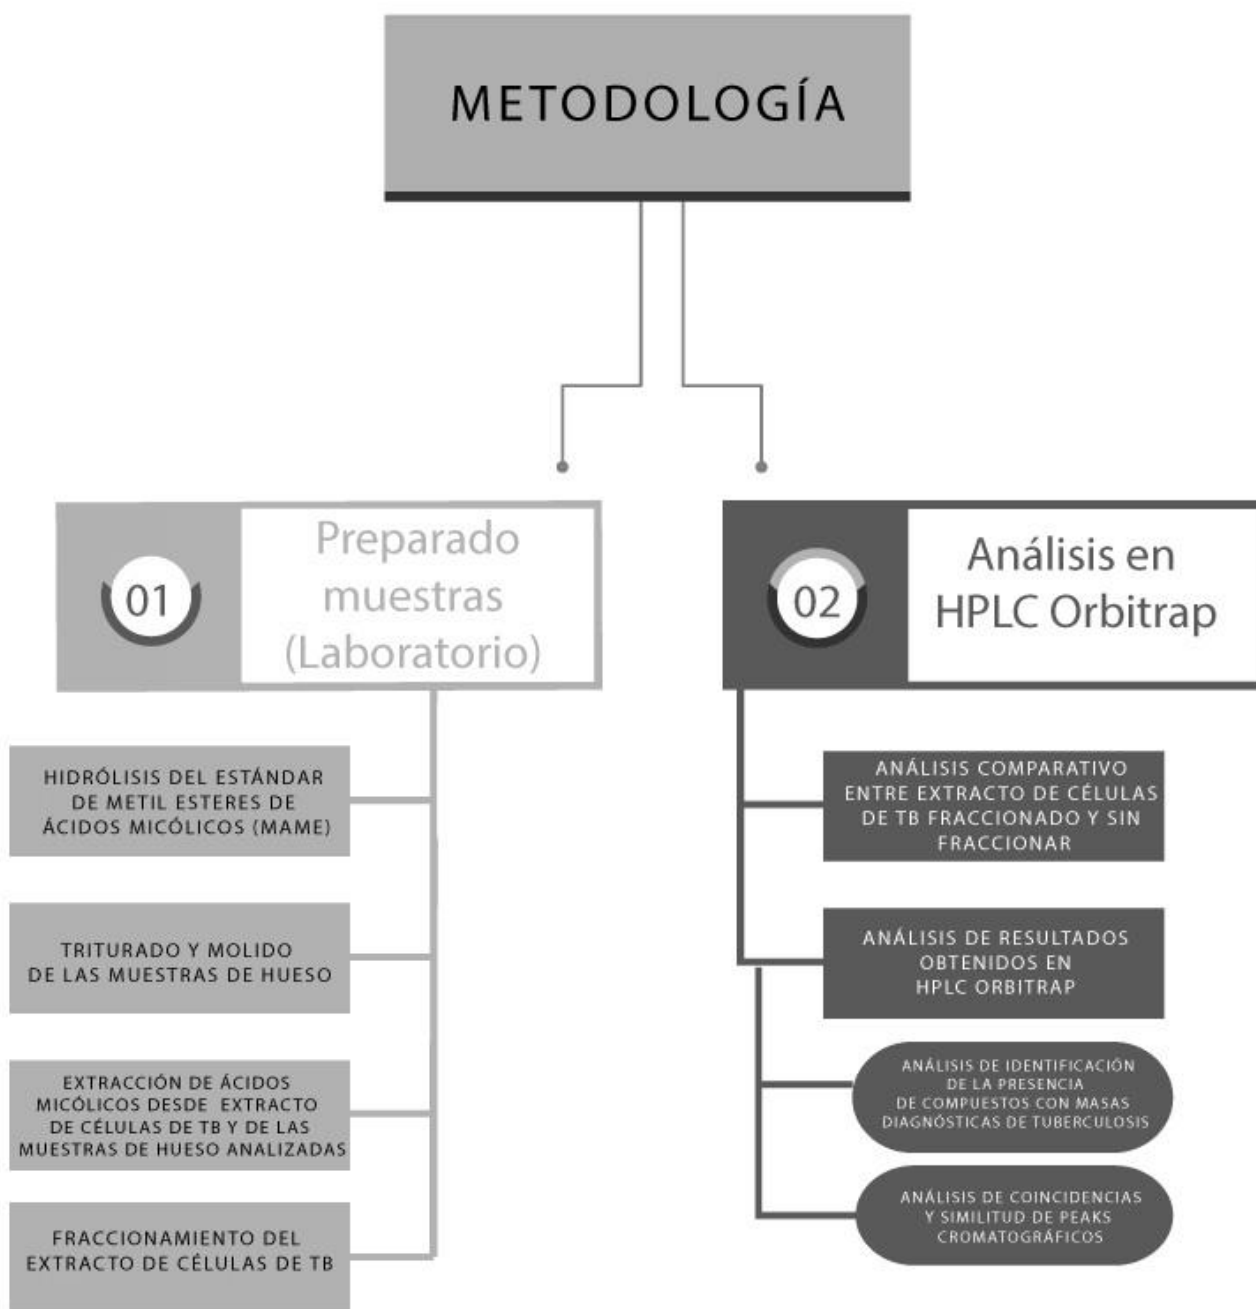 METODOLOGÍA
01
Preparado
muestras
(Laboratorio)
HIDRÓLISIS DEL ESTÁNDAR
DE METIL ESTERES DE
ÁCIDOS MICÓLICOS (MAME)
TRITURADO Y MOLIDO
DE LAS MUESTRAS DE HUESO
EXTRACCIÓN DE ÁCIDOS
MICÓLICOS DESDE EXTRACTO
DE CÉLULAS DE TB Y DE LAS
MUESTRAS DE HUESO ANALIZADAS
FRACCIONAMIENTO DEL
EXTRACTO DE CÉLULAS DE TB
02
Análisis en
HPLC Orbitrap
ANÁLISIS COMPARATIVO
ENTRE EXTRACTO DE CÉLULAS
DE TB FRACCIONADO Y SIN
FRACCIONAR
ANÁLISIS DE RESULTADOS
OBTENIDOS EN
HPLC ORBITRAP
ANÁLISIS DE IDENTIFICACIÓN
DE LA PRESENCIA
DE COMPUESTOS CON MASAS
DIAGNÓSTICAS DE TUBERCULOSIS
ANÁLISIS DE COINCIDENCIAS
Y SIMILITUD DE PEAKS
CROMATOGRÁFICOS